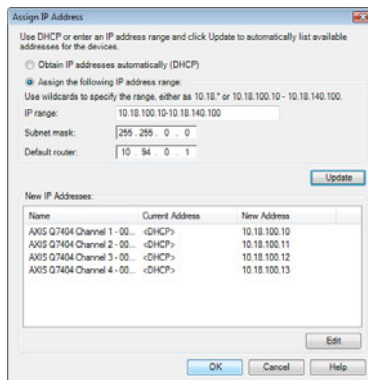 Assign IP Address
Use DHCP or enter an IP address range and click Update to automatically list available
addresses for the devices.
Obtain IP addresses automatically (DHCP)
Assign the following IP address range:
Use wildcards to specify the range, either as 10.18.* or 10.18.100.10 - 10.18.140.100.
IP range: 10.18.100.10-10.18.140.100
Subnet mask: 255 . 255 . 0 . 0
Default router: 10 . 94 . 0 . 1
Update
New IP Addresses:
Name Current Address New Address
AXIS Q7404 Channel 1 - 00... <DHCP> 10.18.100.10
AXIS Q7404 Channel 2 - 00... <DHCP> 10.18.100.11
AXIS Q7404 Channel 3 - 00... <DHCP> 10.18.100.12
AXIS Q7404 Channel 4 - 00... <DHCP> 10.18.100.13
Edit
OK Cancel Help